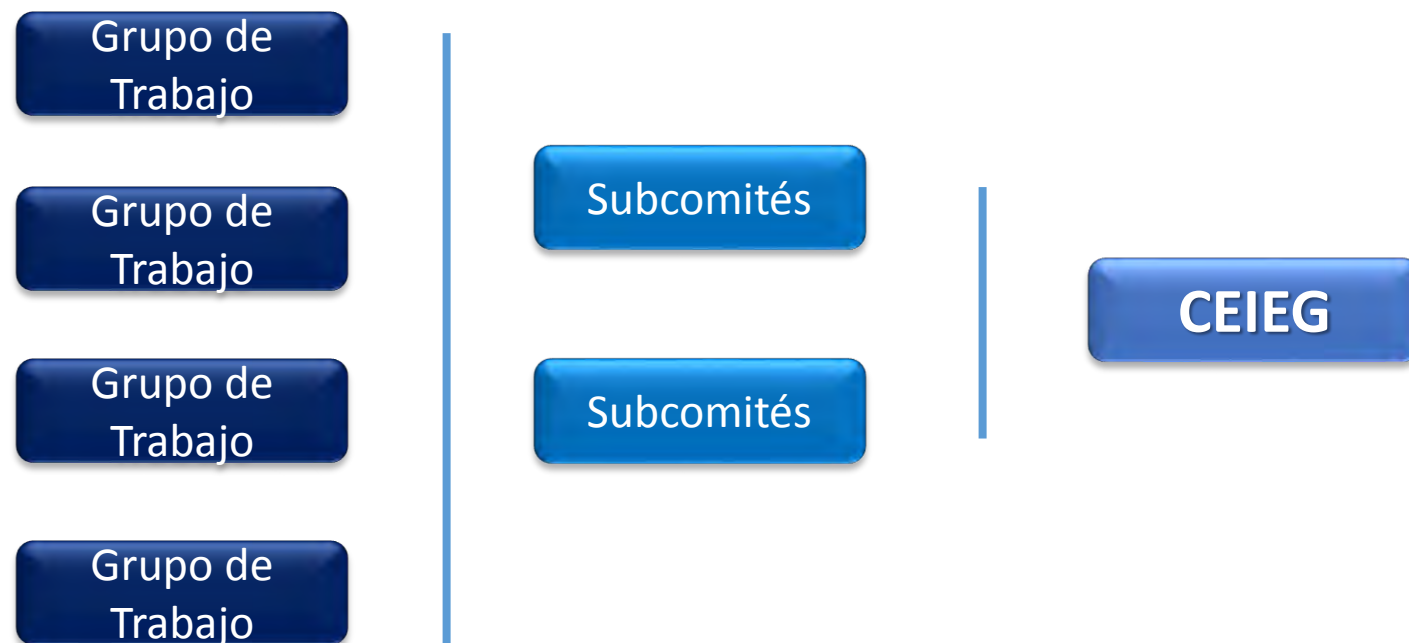 Grupo de
Trabajo
Grupo de
Trabajo
Grupo de
Trabajo
Grupo de
Trabajo
Subcomités
Subcomités
CEIEG